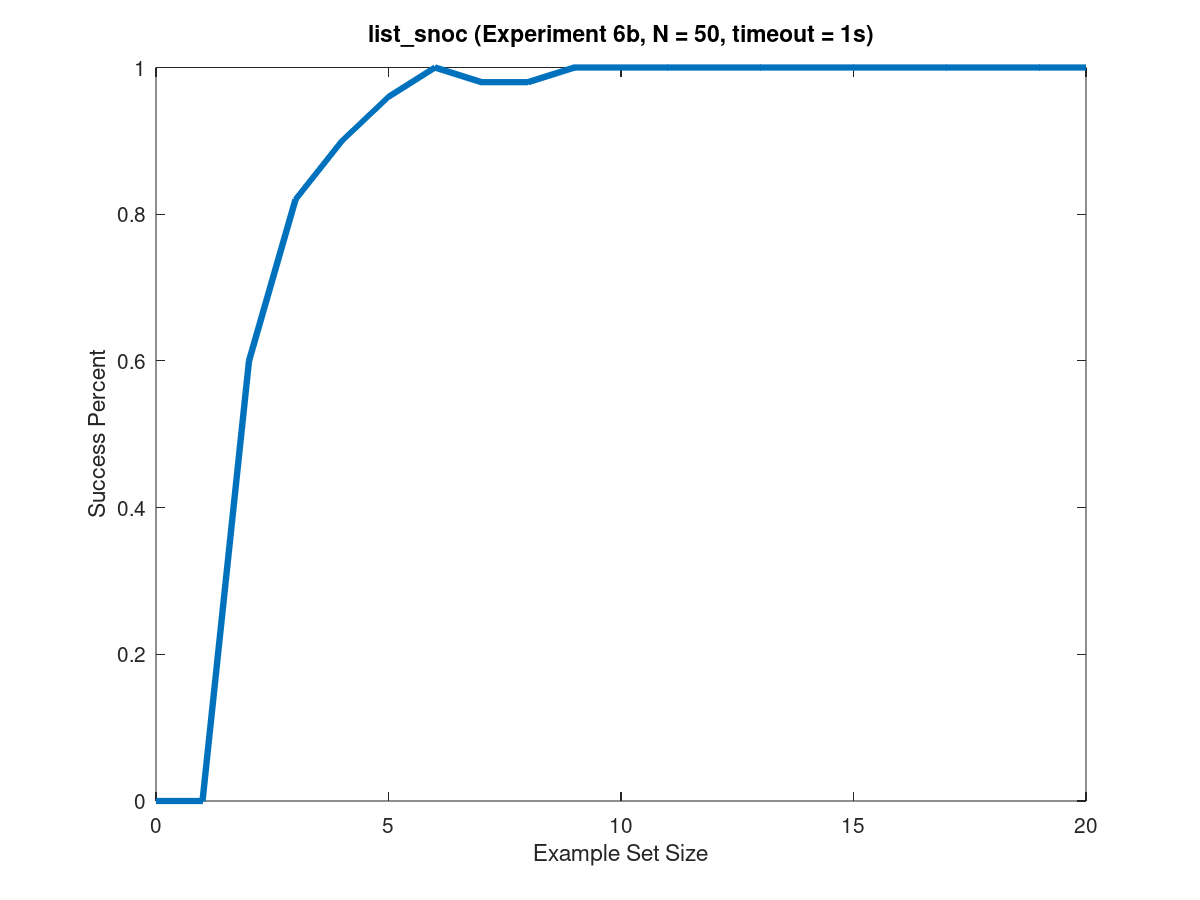 list_snoc (Experiment 6b, N = 50, timeout = 1s)
1
0.8
0.6
0.4
0.2
0
Success Percent
0 5 10 15 20
Example Set Size